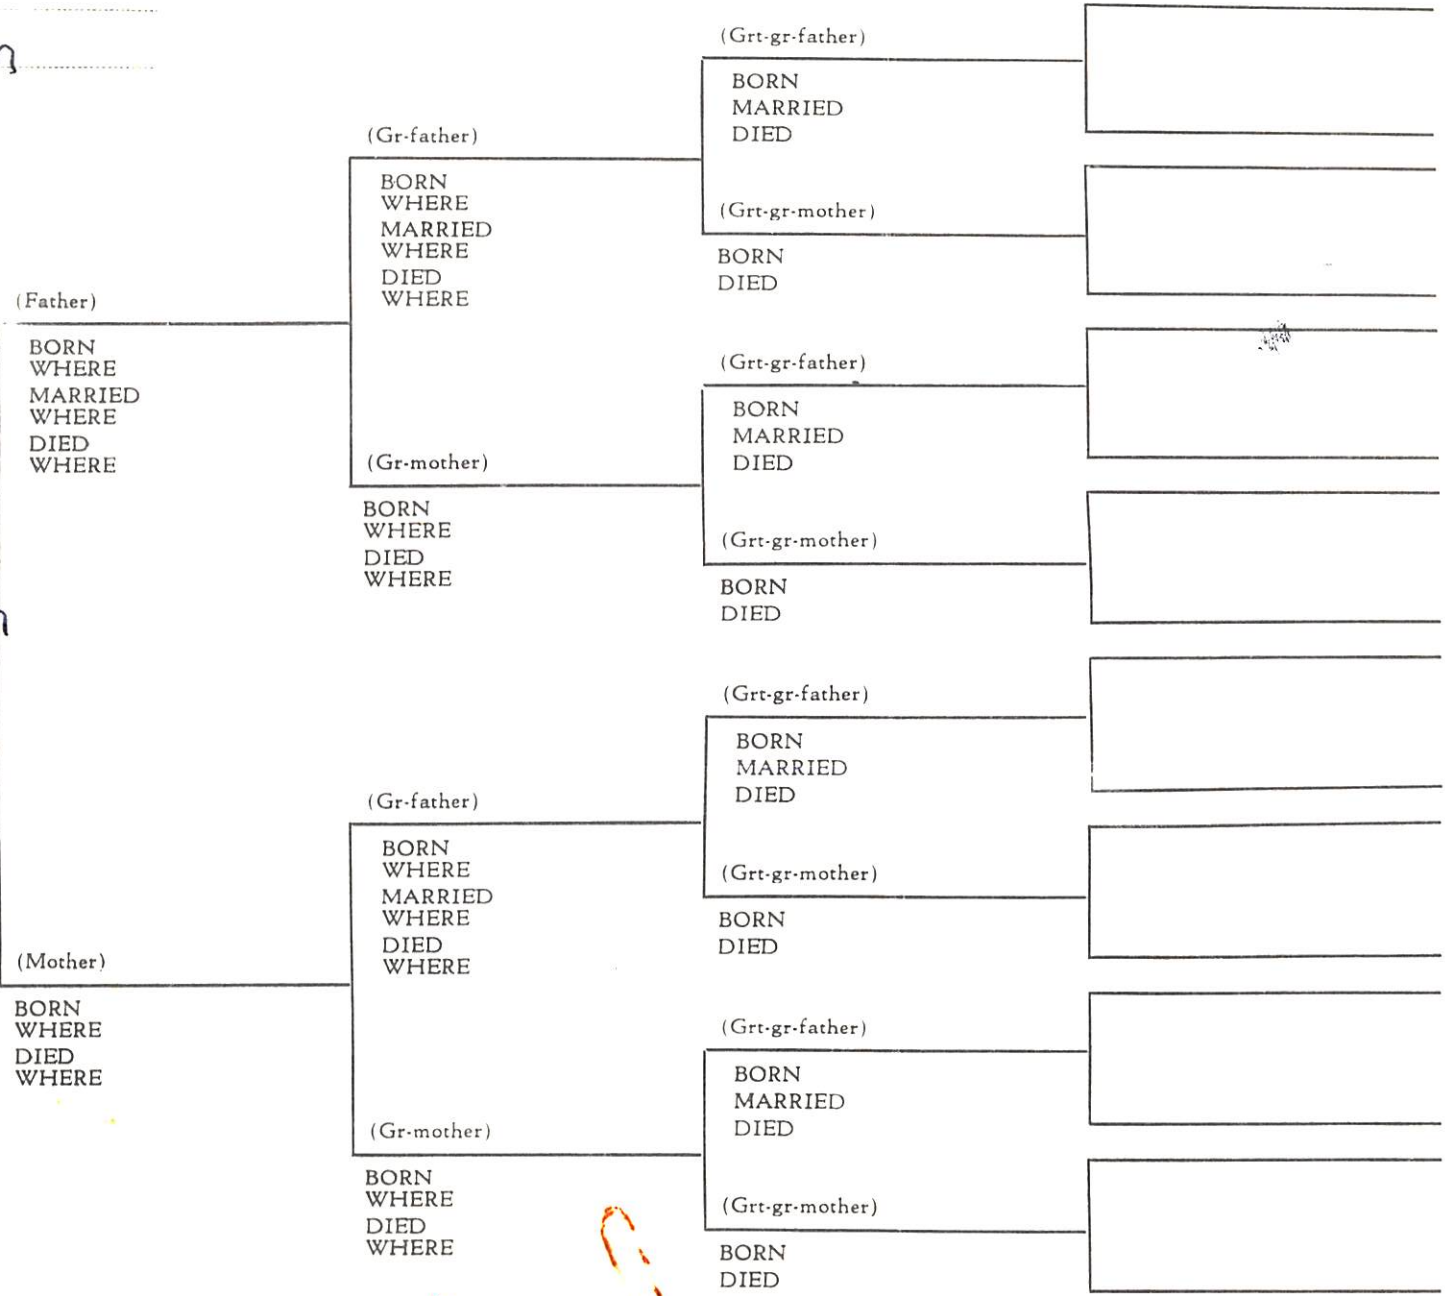 (Father)
BORN
WHERE
MARRIED
WHERE
DIED
WHERE
(Mother)
BORN
WHERE
DIED
WHERE
(Gr-father)
BORN
WHERE
MARRIED
WHERE
DIED
WHERE
(Gr-mother)
BORN
WHERE
DIED
WHERE
(Gr-father)
BORN
WHERE
MARRIED
WHERE
DIED
WHERE
(Gr-mother)
BORN
WHERE
DIED
WHERE
(Grt-gr-father)
BORN
MARRIED
DIED
(Grt-gr-mother)
BORN
DIED
(Grt-gr-father)
BORN
MARRIED
DIED
(Grt-gr-mother)
BORN
DIED
(Grt-gr-father)
BORN
MARRIED
DIED
(Grt-gr-mother)
BORN
DIED
(Grt-gr-father)
BORN
MARRIED
DIED
(Grt-gr-mother)
BORN
DIED